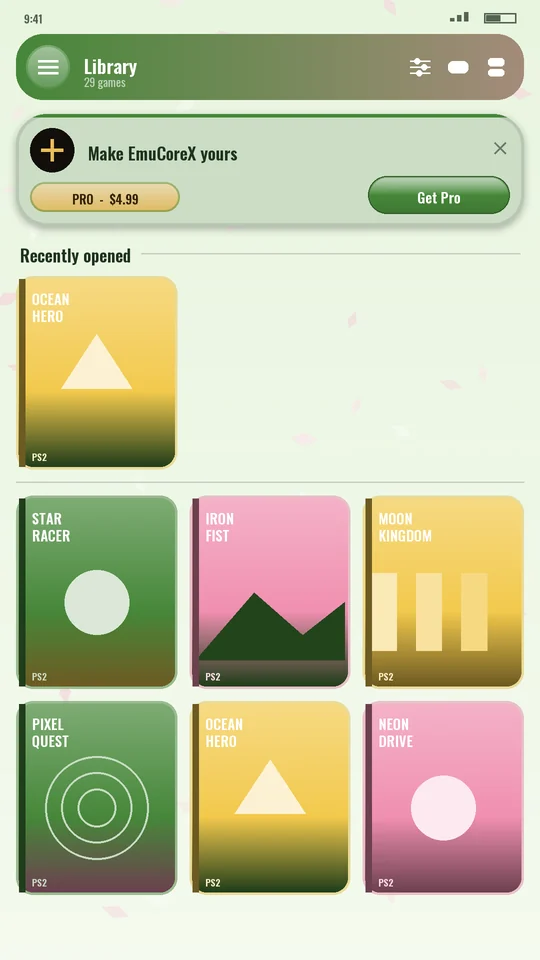 9:41
Library
29 games
Make EmuCoreX yours
PRO - $4.99
Get Pro
Recently opened
OCEAN
HERO
PS2
STAR
RACER
PS2
IRON
FIST
PS2
MOON
KINGDOM
PS2
PIXEL
QUEST
PS2
OCEAN
HERO
PS2
NEON
DRIVE
PS2